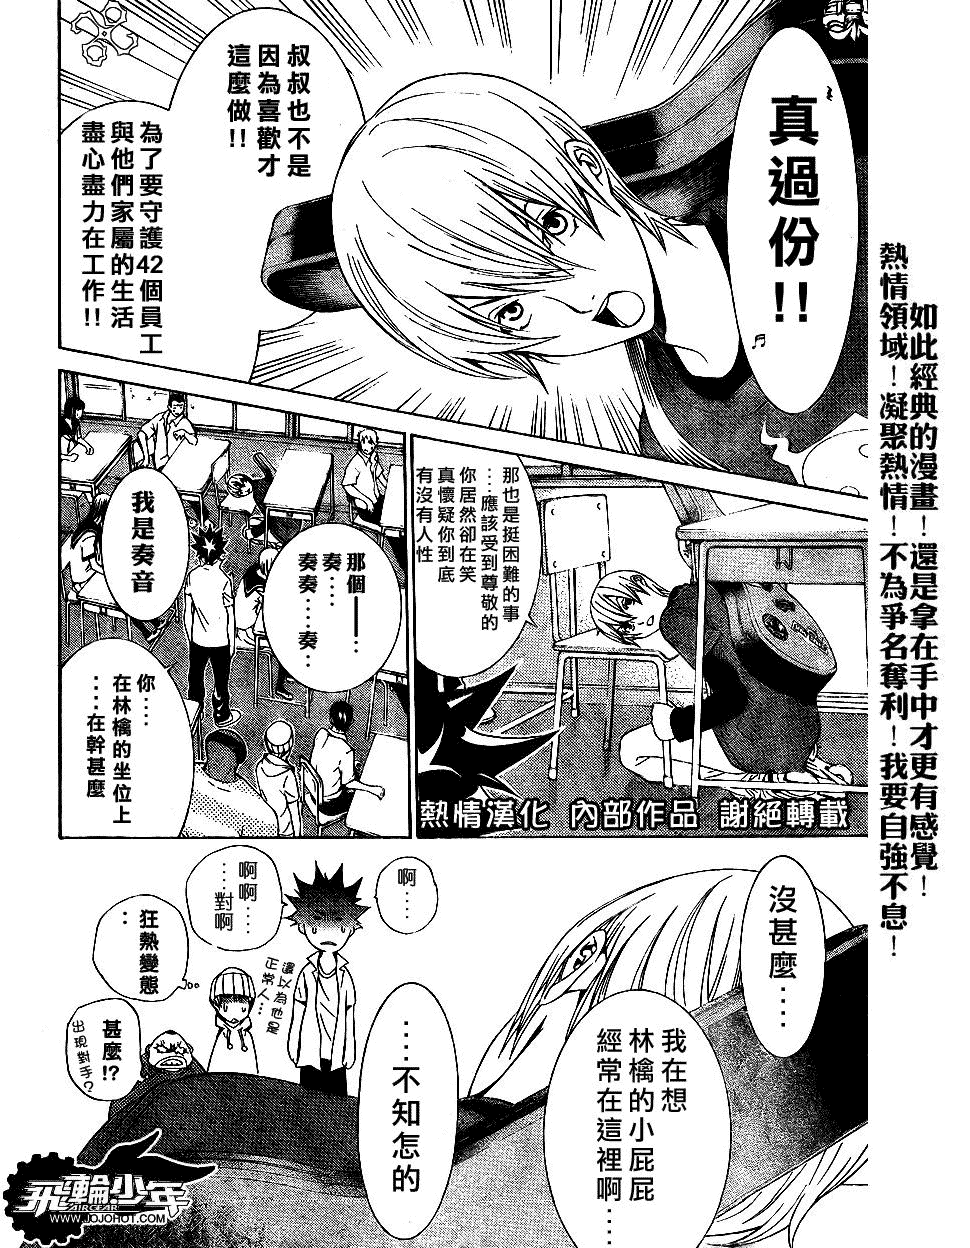 真過份!!
叔叔也不是
因為喜歡才
這麼做!!
為了要守護42個員工
與他們家屬的生活
盡心盡力在工作!!
那也是挺困難的事
⋯應該受到尊敬的
你居然卻在笑
真懷疑你到底
有沒有人性
那個——
奏⋯⋯
奏奏⋯奏⋯
我是奏音
你⋯⋯
在林檎的坐位上
⋯⋯在幹甚麼
沒甚麼⋯⋯
我在想
林檎的小屁屁
經常在這裡啊⋯⋯
⋯⋯不知怎的
啊⋯⋯
啊啊⋯⋯
⋯⋯對啊
還以為他是
正常人⋯⋯
狂熱變態
⋯
甚麼!?
出現對手?
熱情漢化 內部作品 謝絕轉載
如此經典的漫畫!還是拿在手中才更有感覺!
熱情領域!凝聚熱情!不為爭名奪利!我要自強不息!
飛輪少年
AIRGEAR
WWW.JOJOHOT.COM